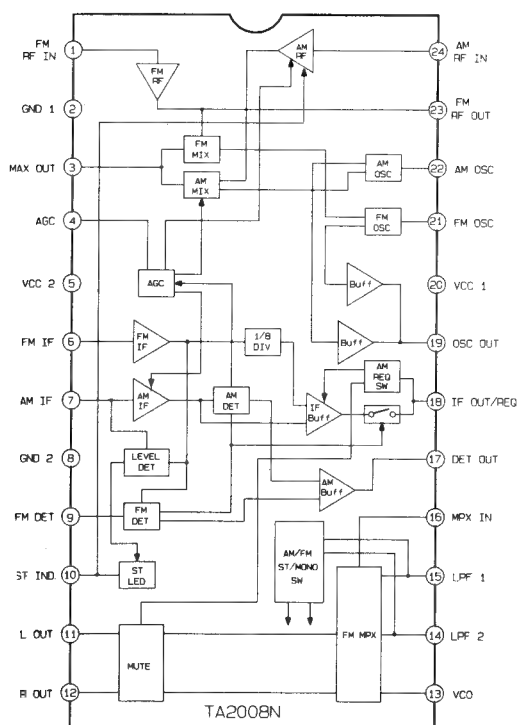 FM
RF IN
1
FM
RF
AM
RF
24
AM
RF IN
GND 1
2
23
FM
RF OUT
MAX OUT
3
FM
MIX
AM
MIX
AM
OSC
22
AM OSC
AGC
4
FM
OSC
21
FM OSC
VCC 2
5
AGC
Buff
20
VCC 1
FM IF
6
FM
IF
1/8
DIV
Buff
19
OSC OUT
AM IF
7
AM
IF
AM
DET
IF
Buff
AM
REQ
SW
18
IF OUT/REQ
GND 2
8
LEVEL
DET
AM
Buff
17
DET OUT
FM DET
9
FM
DET
16
MPX IN
ST IND.
10
ST
LED
AM/FM
ST/MONO
SW
15
LPF 1
L OUT
11
MUTE
FM MPX
14
LPF 2
R OUT
12
13
VCO
TA2008N